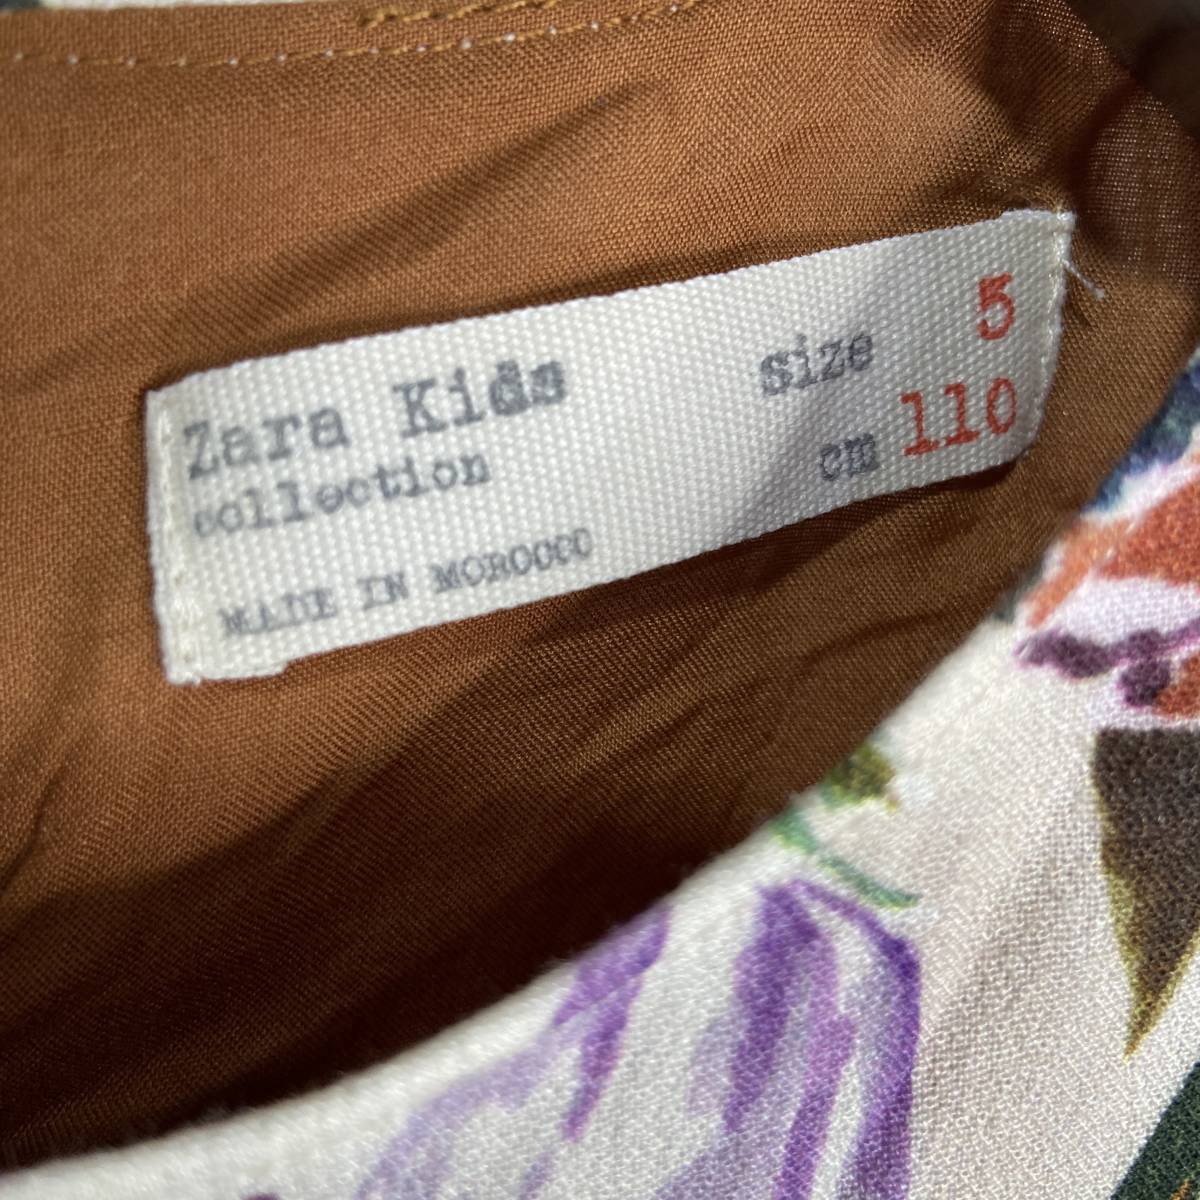 Zara Kids
collection
MADE IN MOROCCO
Size 5
cm 110